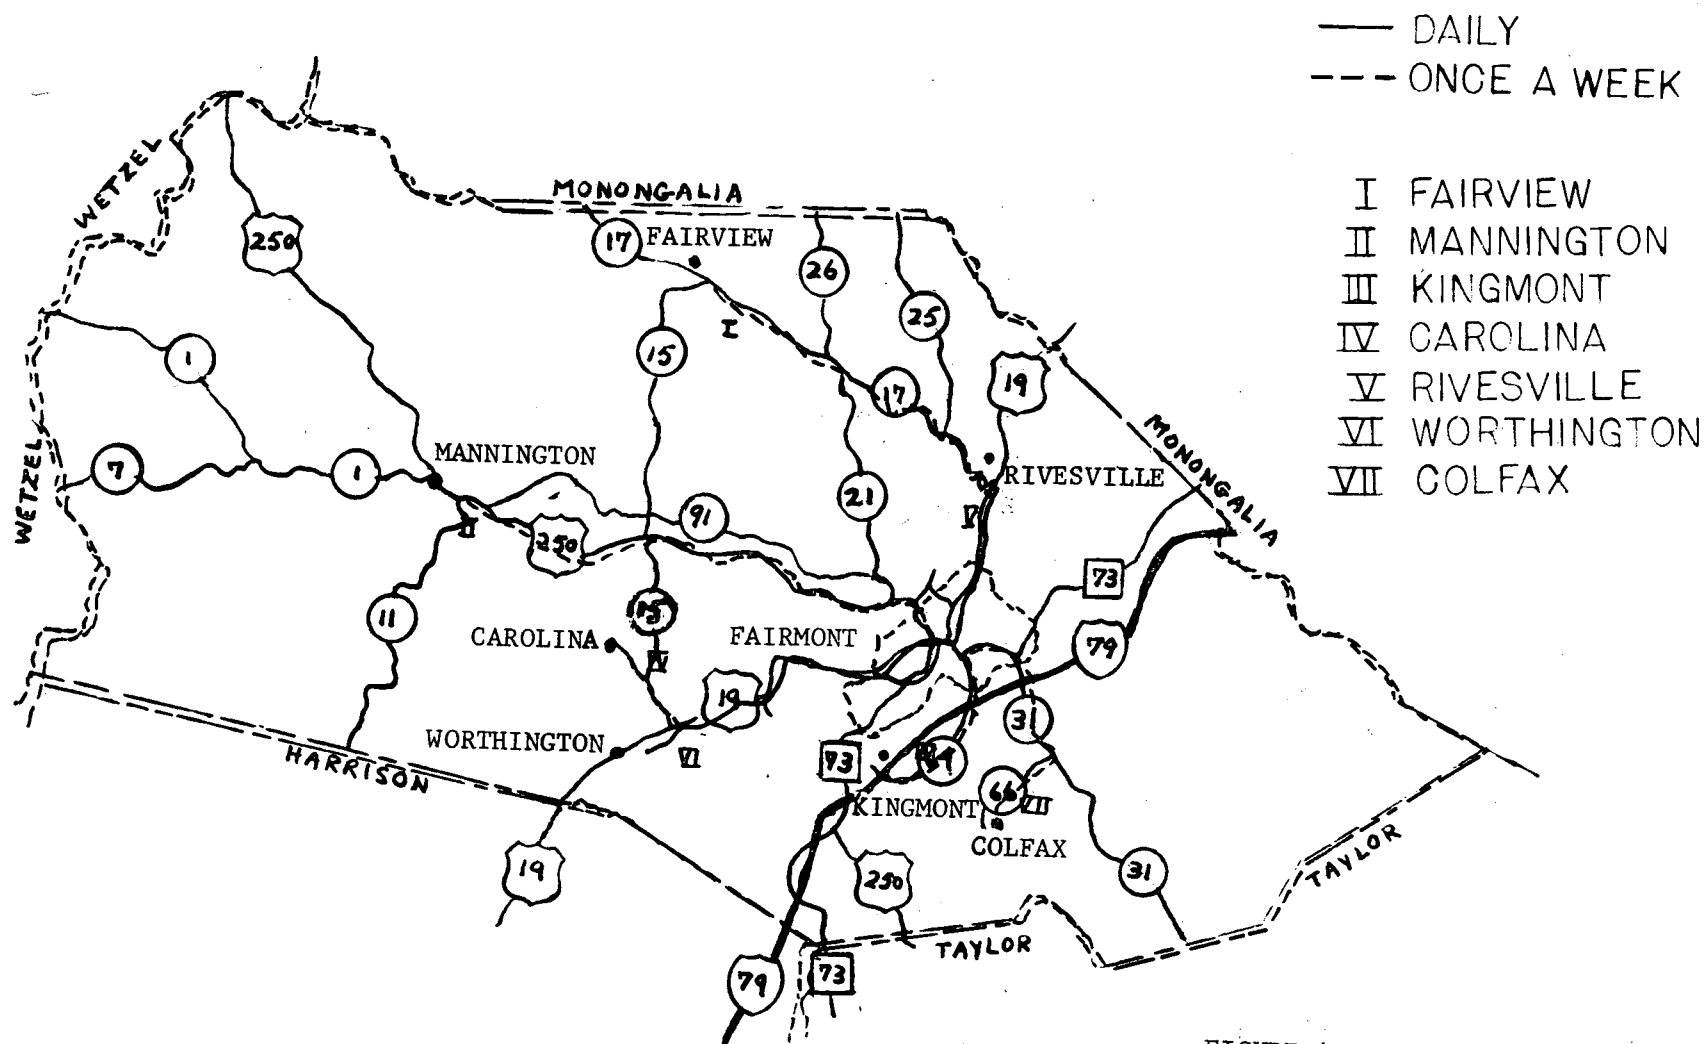 DAILY
ONCE A WEEK
I FAIRVIEW
II MANNINGTON
III KINGMONT
IV CAROLINA
V RIVESVILLE
VI WORTHINGTON
VII COLFAX
WETZEL
MONONGALIA
250
17
FAIRVIEW
26
25
I
15
1
17
19
MONONGALIA
WETZEL
7
1
MANNINGTON
RIVESVILLE
21
V
II
91
250
73
11
15
CAROLINA
FAIRMONT
79
IV
19
31
WORTHINGTON
VI
73
HARRISON
66
VII
KINGMONT
COLFAX
TAYLOR
19
250
31
TAYLOR
79
73